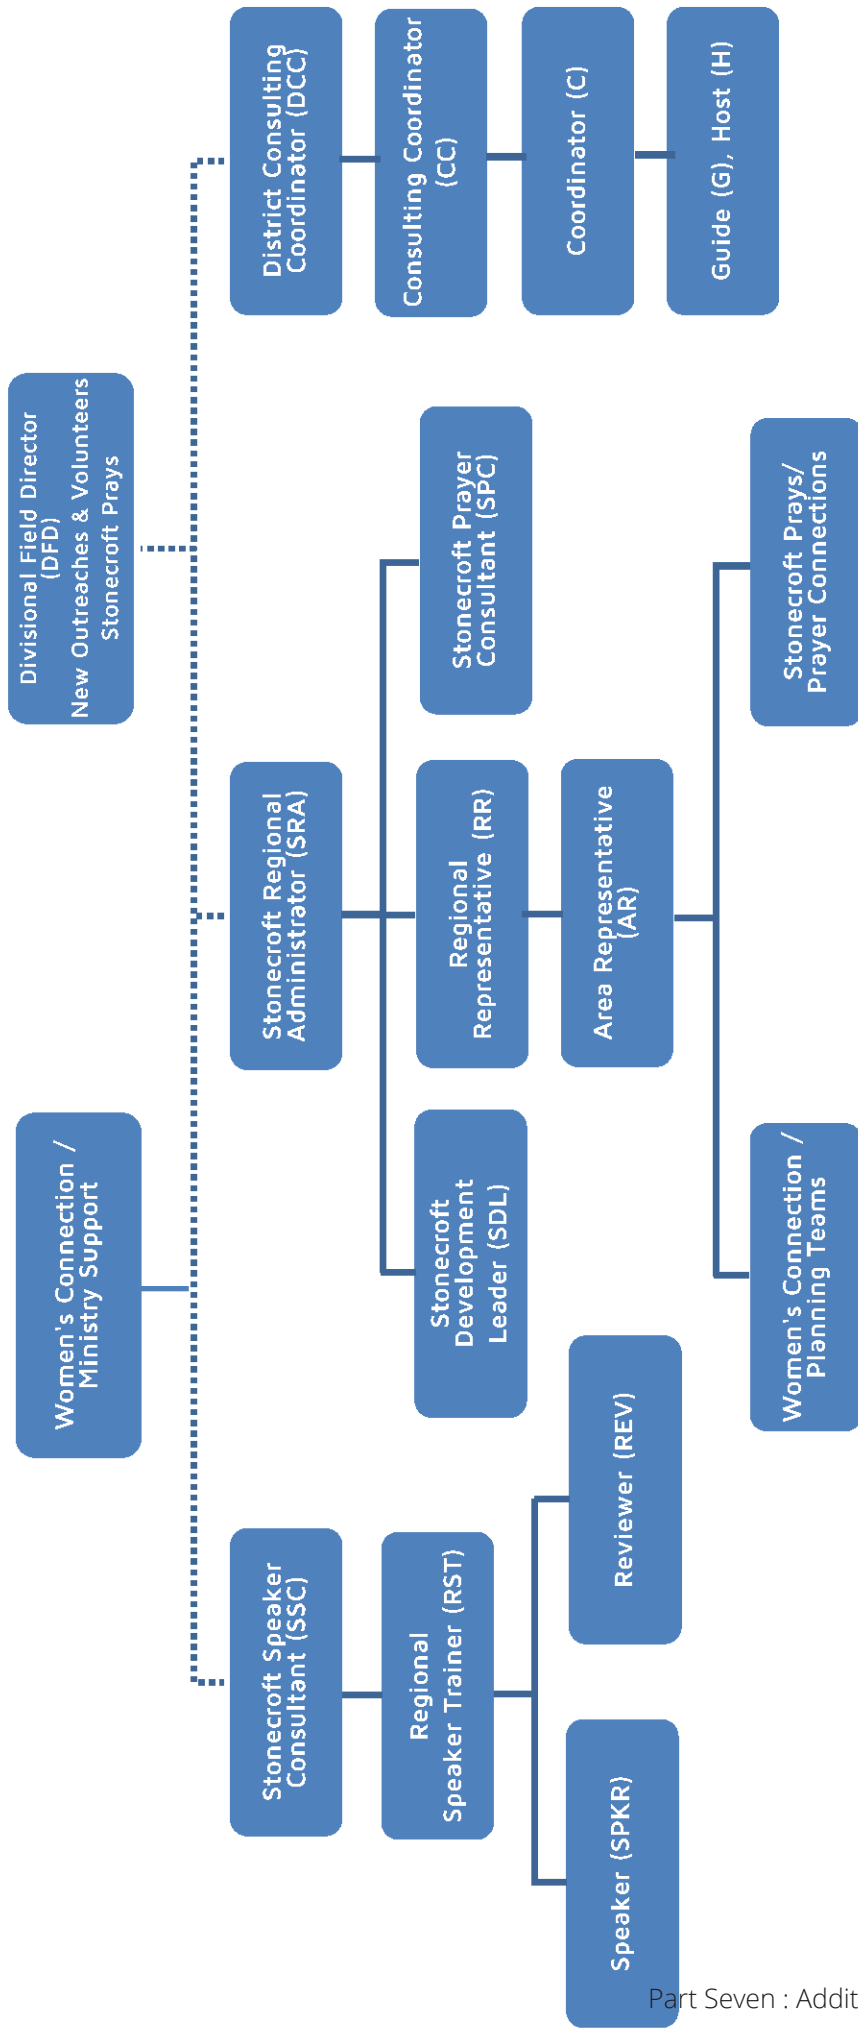 Women's Connection /
Ministry Support
Divisional Field Director
(DFD)
New Outreaches & Volunteers
Stonecroft Prays
Stonecroft Speaker
Consultant (SSC)
Stonecroft Regional
Administrator (SRA)
District Consulting
Coordinator (DCC)
Regional
Speaker Trainer (RST)
Stonecroft
Development
Leader (SDL)
Regional
Representative (RR)
Stonecroft Prayer
Consultant (SPC)
Consulting Coordinator
(CC)
Speaker (SPKR)
Reviewer (REV)
Area Representative
(AR)
Coordinator (C)
Women's Connection /
Planning Teams
Stonecroft Prays/
Prayer Connections
Guide (G), Host (H)
Part Seven : Addit